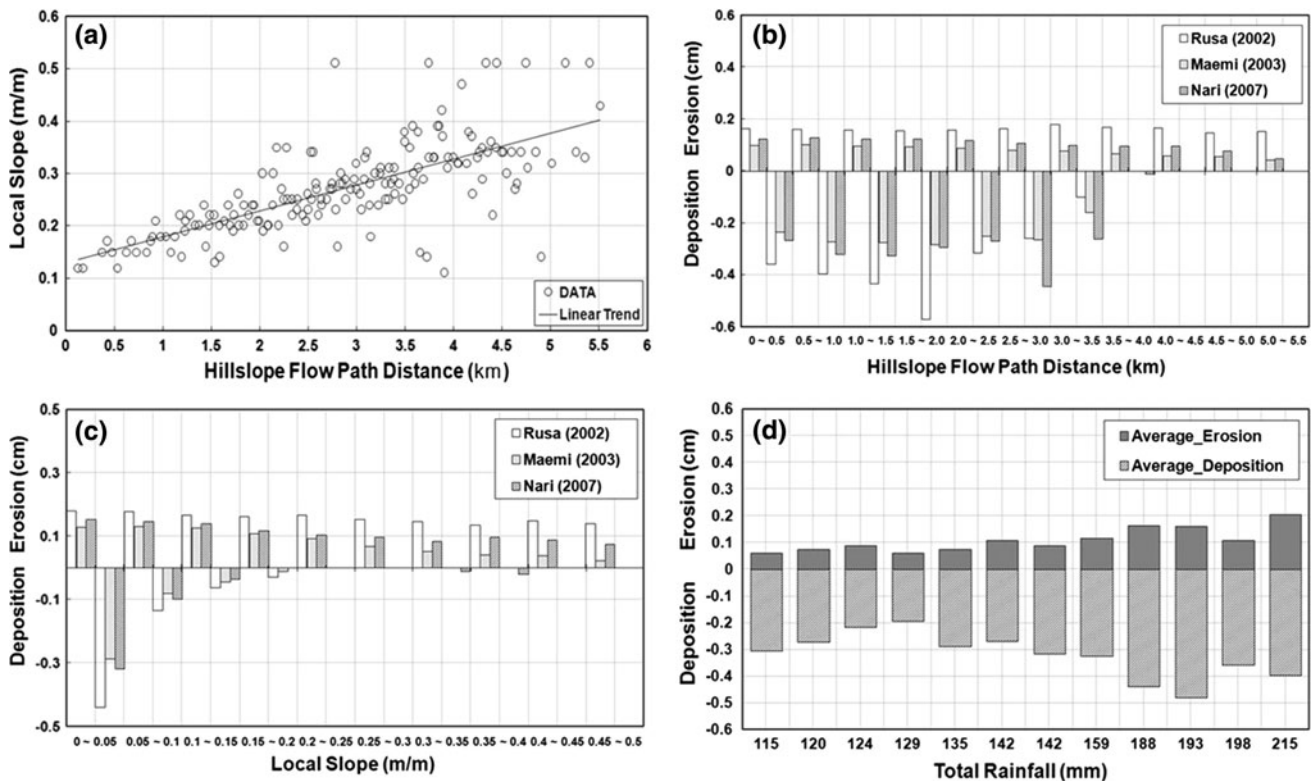 (a)
Local Slope (m/m)
0.6
0.5
0.4
0.3
0.2
0.1
0
DATA
Linear Trend
0 0.5 1 1.5 2 2.5 3 3.5 4 4.5 5 5.5 6
Hillslope Flow Path Distance (km)
(b)
Deposition Erosion (cm)
0.6
0.4
0.2
0
-0.2
-0.4
-0.6
Rusa (2002)
Maemi (2003)
Nari (2007)
0 ~ 0.5 0.5 ~ 1.0 1.0 ~ 1.5 1.5 ~ 2.0 2.0 ~ 2.5 2.5 ~ 3.0 3.0 ~ 3.5 3.5 ~ 4.0 4.0 ~ 4.5 4.5 ~ 5.0 5.0 ~ 5.5
Hillslope Flow Path Distance (km)
(c)
Deposition Erosion (cm)
0.5
0.3
0.1
-0.1
-0.3
-0.5
Rusa (2002)
Maemi (2003)
Nari (2007)
0 ~ 0.05 0.05 ~ 0.1 0.1 ~ 0.15 0.15 ~ 0.2 0.2 ~ 0.25 0.25 ~ 0.3 0.3 ~ 0.35 0.35 ~ 0.4 0.4 ~ 0.45 0.45 ~ 0.5
Local Slope (m/m)
(d)
Deposition Erosion (cm)
0.6
0.5
0.4
0.3
0.2
0.1
0
-0.1
-0.2
-0.3
-0.4
-0.5
-0.6
Average_Erosion
Average_Deposition
115 120 124 129 135 142 142 159 188 193 198 215
Total Rainfall (mm)